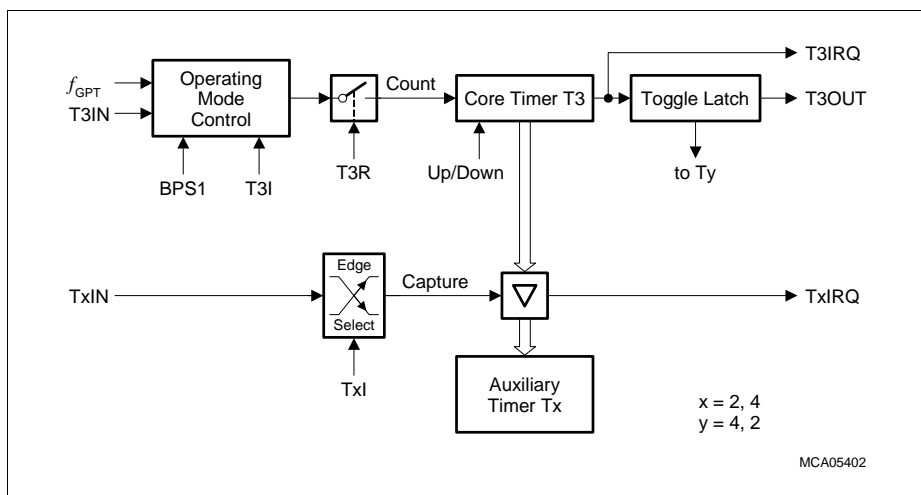 f GPT
T3IN
Operating
Mode
Control
BPS1
T3I
T3R
Count
Core Timer T3
Up/Down
Toggle Latch
to Ty
T3IRQ
T3OUT
TxIN
Edge
Select
TxI
Capture
TxIRQ
Auxiliary
Timer Tx
x = 2, 4
y = 4, 2
MCA05402